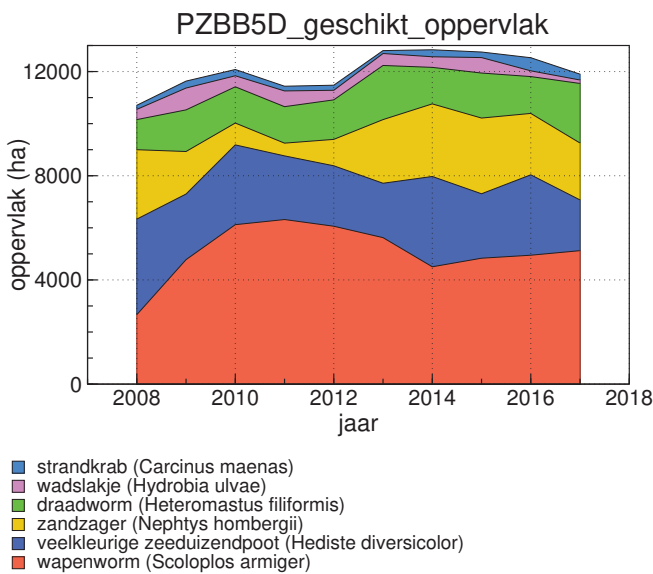 PZBB5D_geschikt_oppervlak
oppervlak (ha)
12000
8000
4000
0
2008 2010 2012 2014 2016 2018
jaar
strandkrab (Carcinus maenas)
wadslakje (Hydrobia ulvae)
draadworm (Heteromastus filiformis)
zandzager (Nephtys hombergii)
veelkleurige zeeduizendpoot (Hediste diversicolor)
wapenworm (Scoloplos armiger)